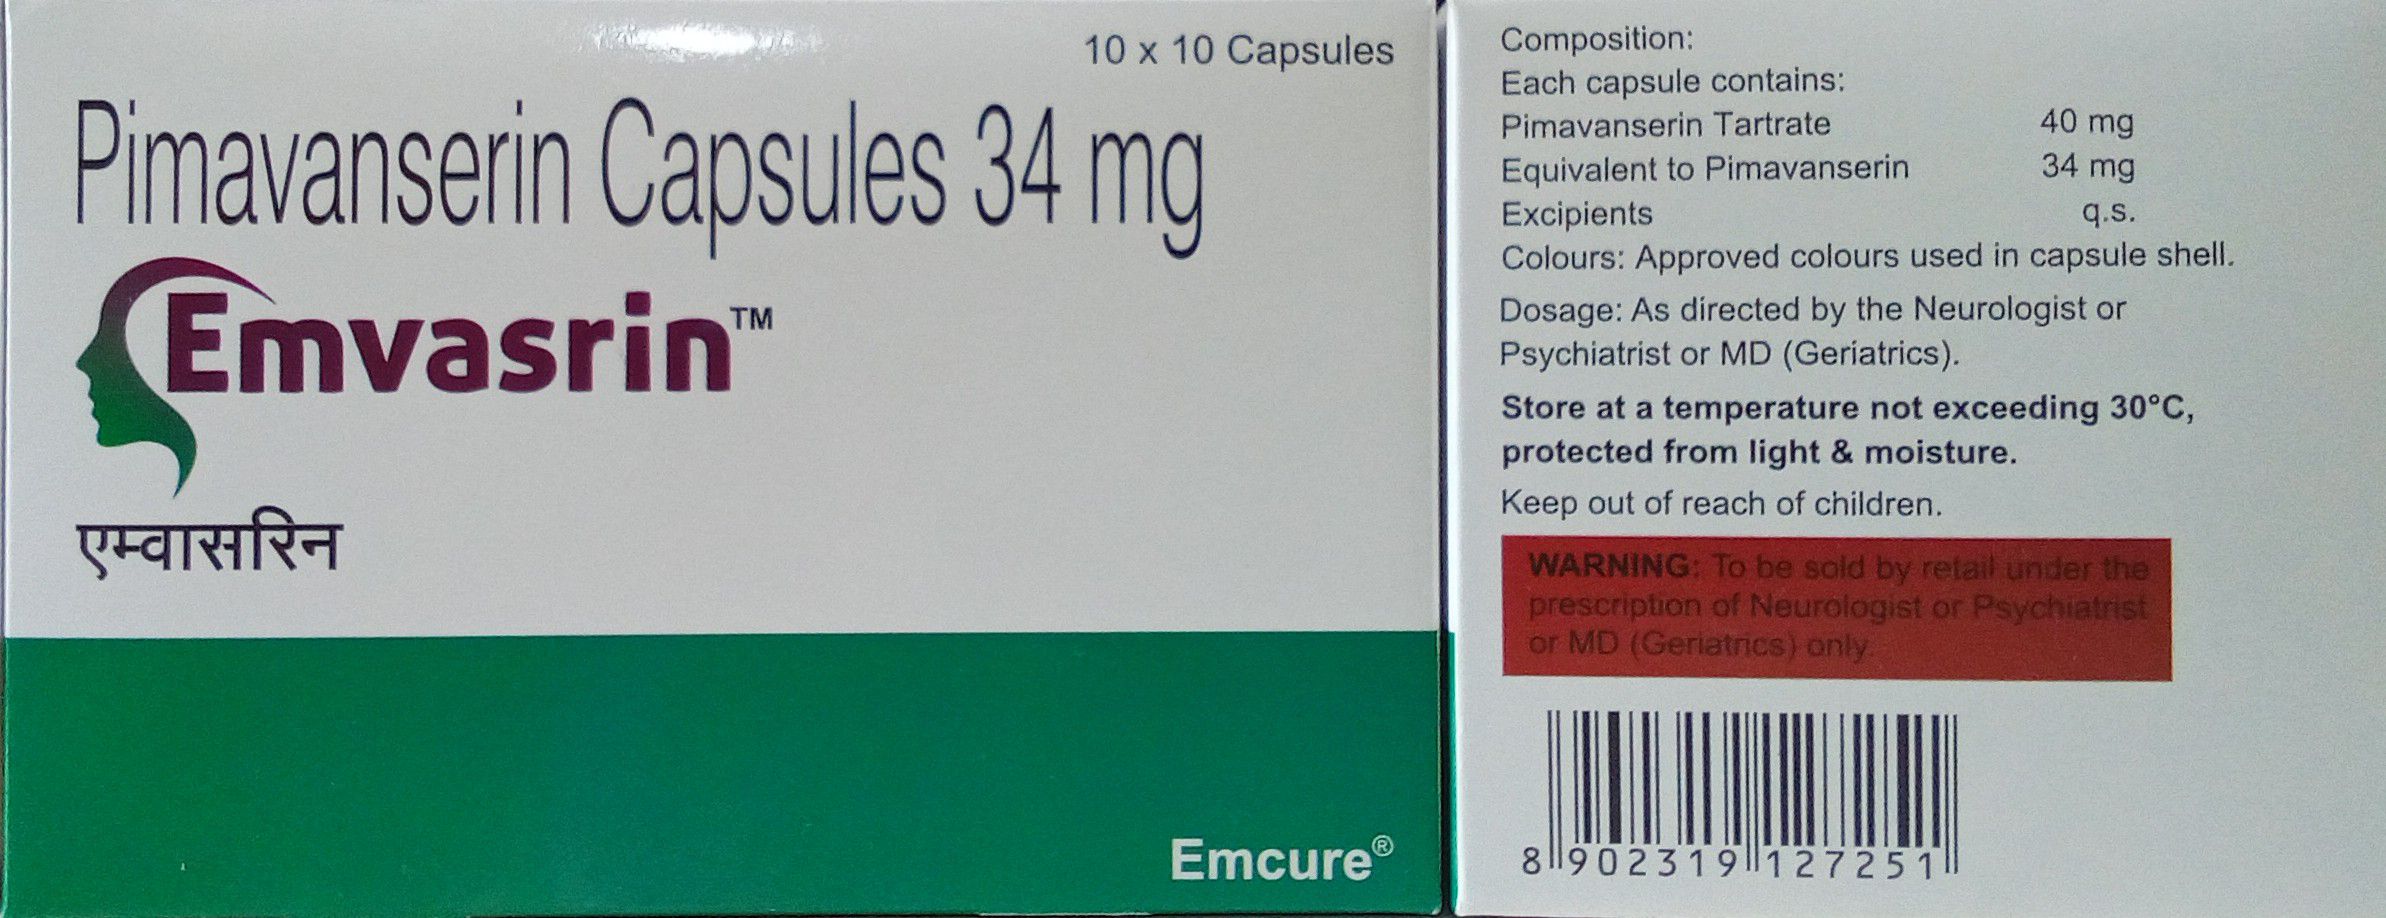 10 x 10 Capsules
Pimavanserin Capsules 34 mg
Emvasrin™
एम्वासरिन
Emcure®
Composition:
Each capsule contains:
Pimavanserin Tartrate 40 mg
Equivalent to Pimavanserin 34 mg
Excipients q.s.
Colours: Approved colours used in capsule shell.
Dosage: As directed by the Neurologist or
Psychiatrist or MD (Geriatrics).
Store at a temperature not exceeding 30°C,
protected from light & moisture.
Keep out of reach of children.
WARNING: To be sold by retail under the
prescription of Neurologist or Psychiatrist
or MD (Geriatrics) only.
8 902319 127251